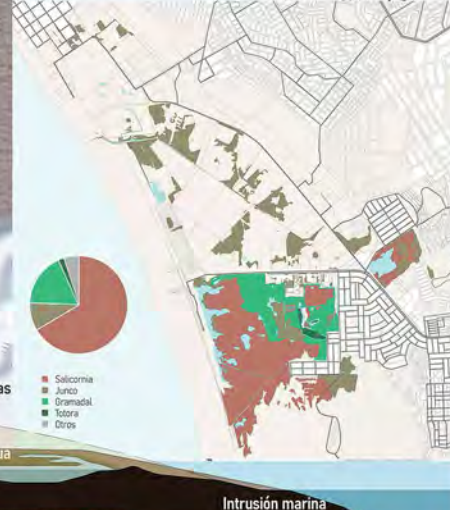 Salicornia
Junco
Gramadal
Totora
Otros
as
ua
Intrusión marina